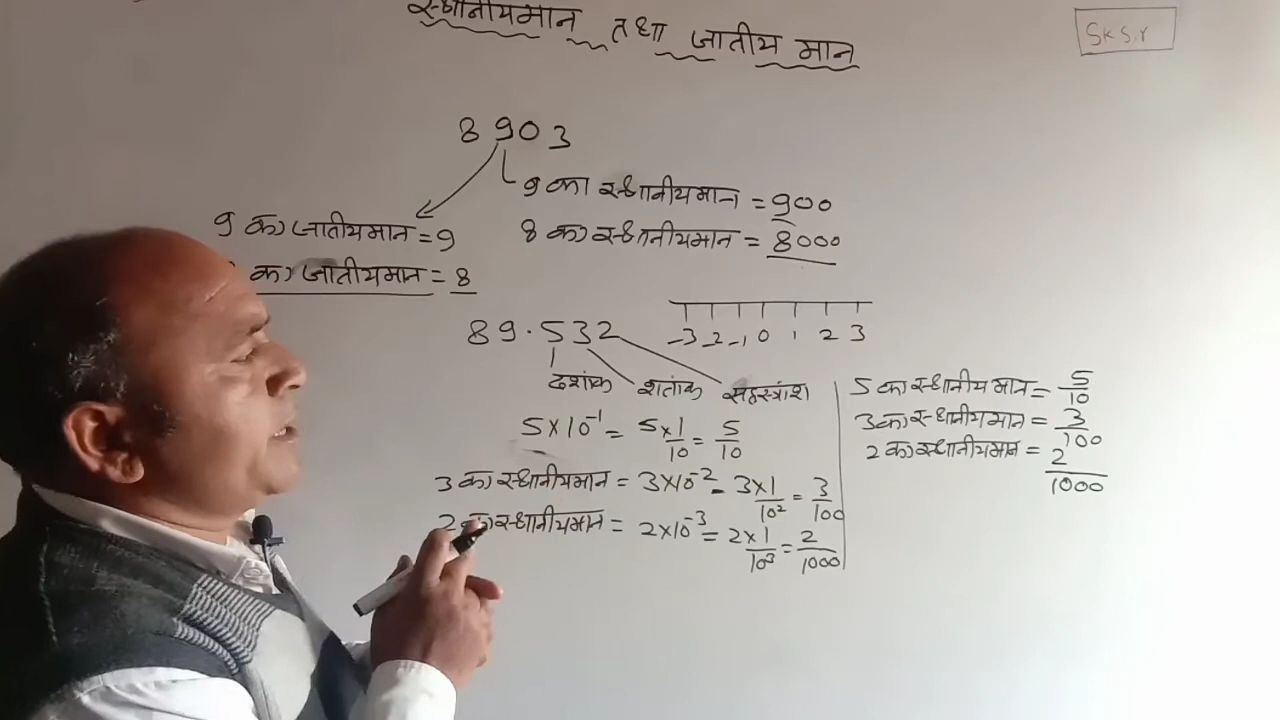 स्थानीयमान तथा जातीय मान
SK Sir
8903
9 का स्थानीयमान = 900
9 का जातीयमान = 9
8 का स्थानीयमान = 8000
का जातीयमान = 8
89.532
-3 -2 -1 0 1 2 3
दशांक शतांक सहस्त्रांश
5 का स्थानीय मान = 5/10
3 का स्थानीयमान = 3/100
2 का स्थानीयमान = 2/1000
5×10⁻¹ = 5×1/10 = 5/10
3 का स्थानीयमान = 3×10⁻² = 3×1/10² = 3/100
2 का स्थानीयमान = 2×10⁻³ = 2×1/10³ = 2/1000